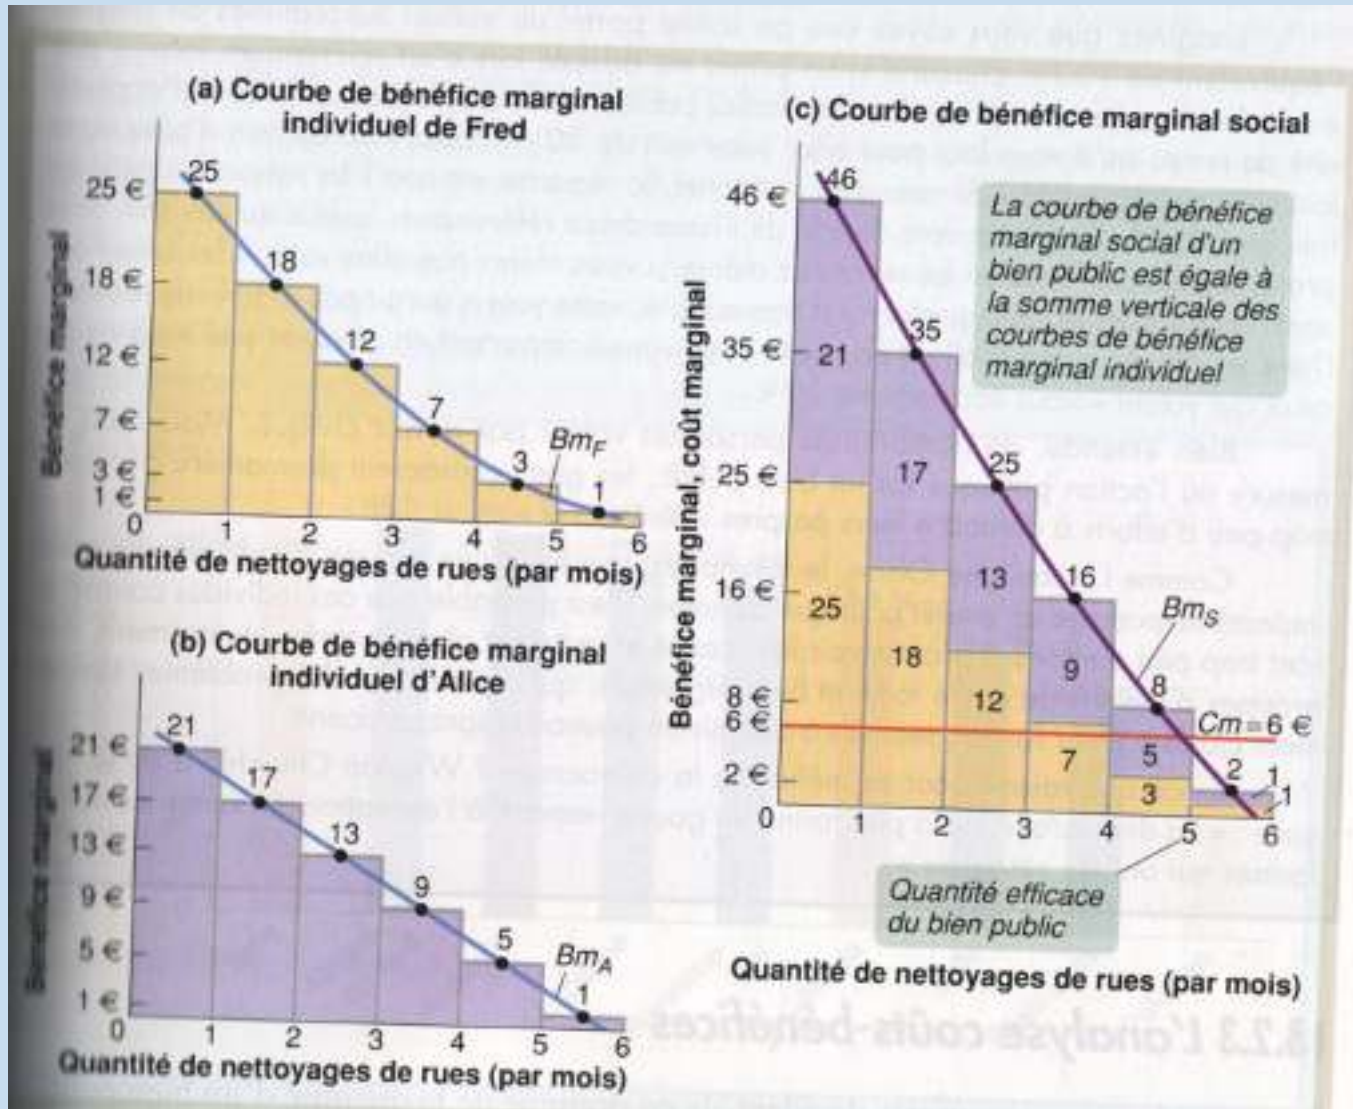 (a) Courbe de bénéfice marginal
individuel de Fred
Bénéfice marginal
25 €
18 €
12 €
7 €
3 €
1 €
25
18
12
7
3
1
Bm_F
0 1 2 3 4 5 6
Quantité de nettoyages de rues (par mois)
(b) Courbe de bénéfice marginal
individuel d'Alice
Bénéfice marginal
21 €
17 €
13 €
9 €
5 €
1 €
21
17
13
9
5
1
Bm_A
0 1 2 3 4 5 6
Quantité de nettoyages de rues (par mois)
(c) Courbe de bénéfice marginal social
Bénéfice marginal, coût marginal
46 €
35 €
25 €
16 €
8 €
6 €
2 €
46
35
25
16
8
2
21
17
13
9
5
1
25
18
12
7
3
1
Bm_S
Cm = 6 €
La courbe de bénéfice
marginal social d'un
bien public est égale à
la somme verticale des
courbes de bénéfice
marginal individuel
0 1 2 3 4 5 6
Quantité efficace
du bien public
Quantité de nettoyages de rues (par mois)
L'analyse coûts-bénéfices